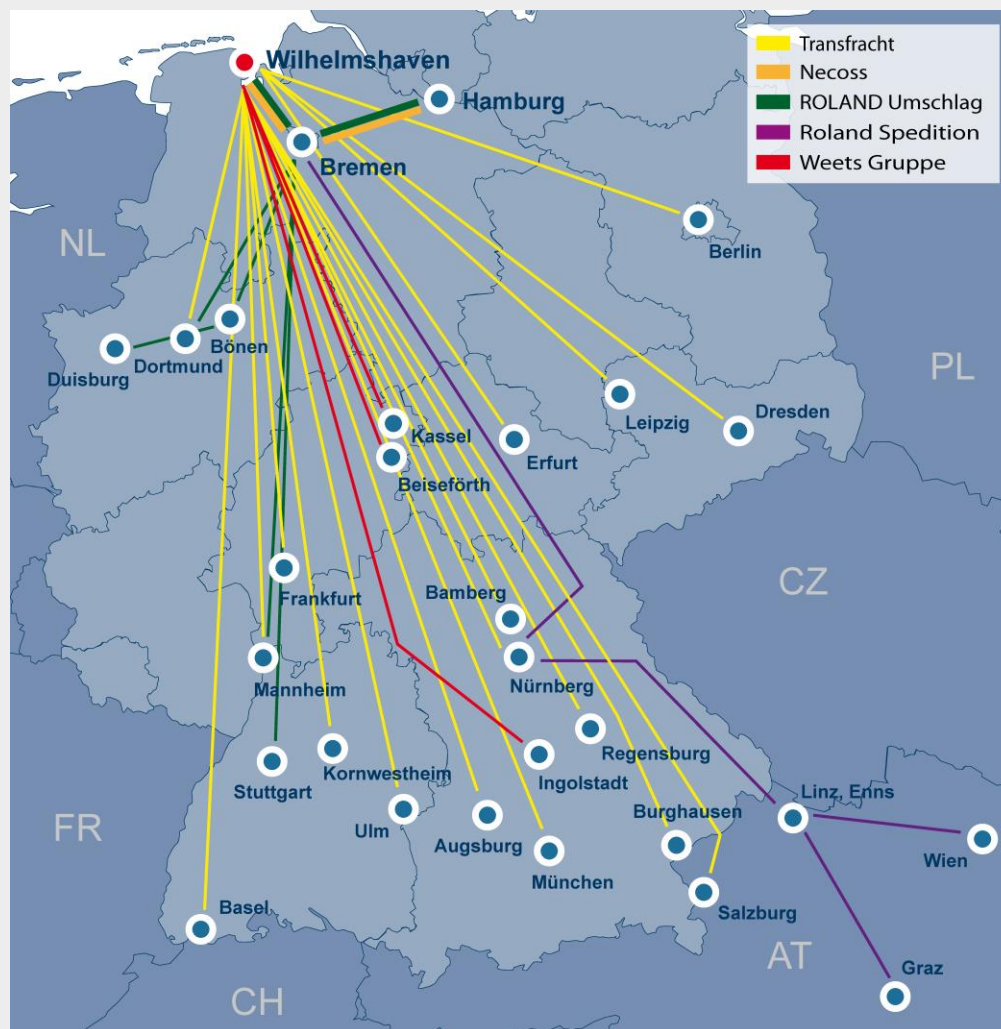 Transfracht
Necoss
ROLAND Umschlag
Roland Spedition
Weets Gruppe
Wilhelmshaven
Hamburg
Bremen
NL
Berlin
Bönen
Dortmund
Duisburg
PL
Leipzig
Dresden
Kassel
Erfurt
Beiseförth
CZ
Bamberg
Frankfurt
Nürnberg
Mannheim
Regensburg
Kornwestheim
Ingolstadt
Stuttgart
Linz, Enns
Burghausen
FR
Ulm
Augsburg
Wien
München
Basel
Salzburg
AT
Graz
CH